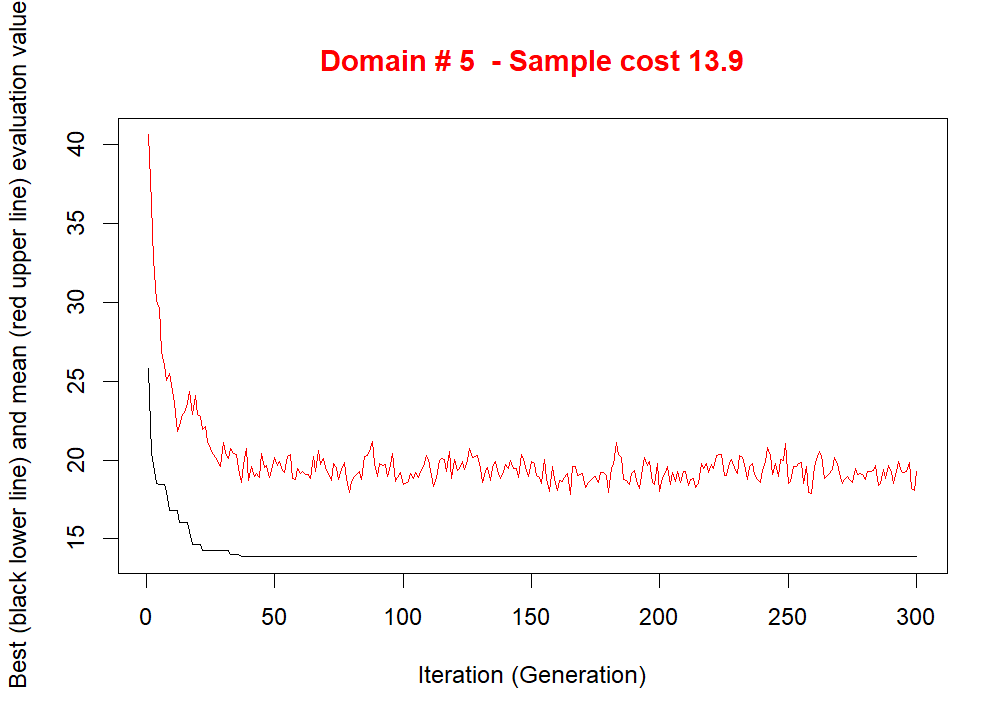 Domain # 5  - Sample cost 13.9
Best (black lower line) and mean (red upper line) evaluation value
40
35
30
25
20
15
0 50 100 150 200 250 300
Iteration (Generation)